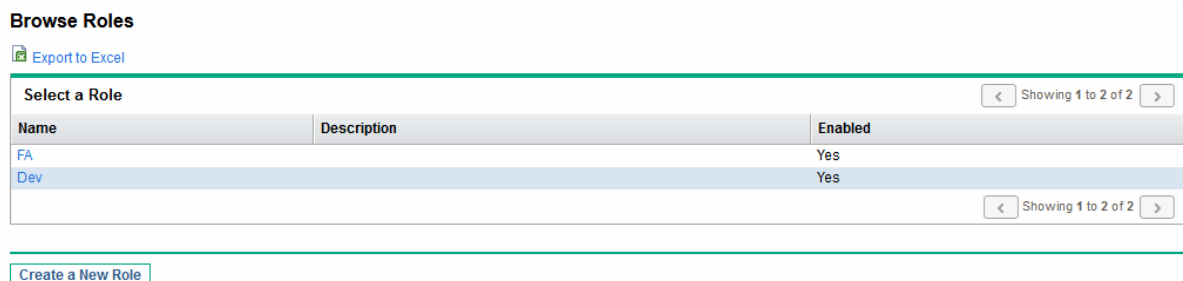 Browse Roles
Export to Excel
Select a Role < Showing 1 to 2 of 2 >
Name Description Enabled
FA Yes
Dev Yes
< Showing 1 to 2 of 2 >
Create a New Role